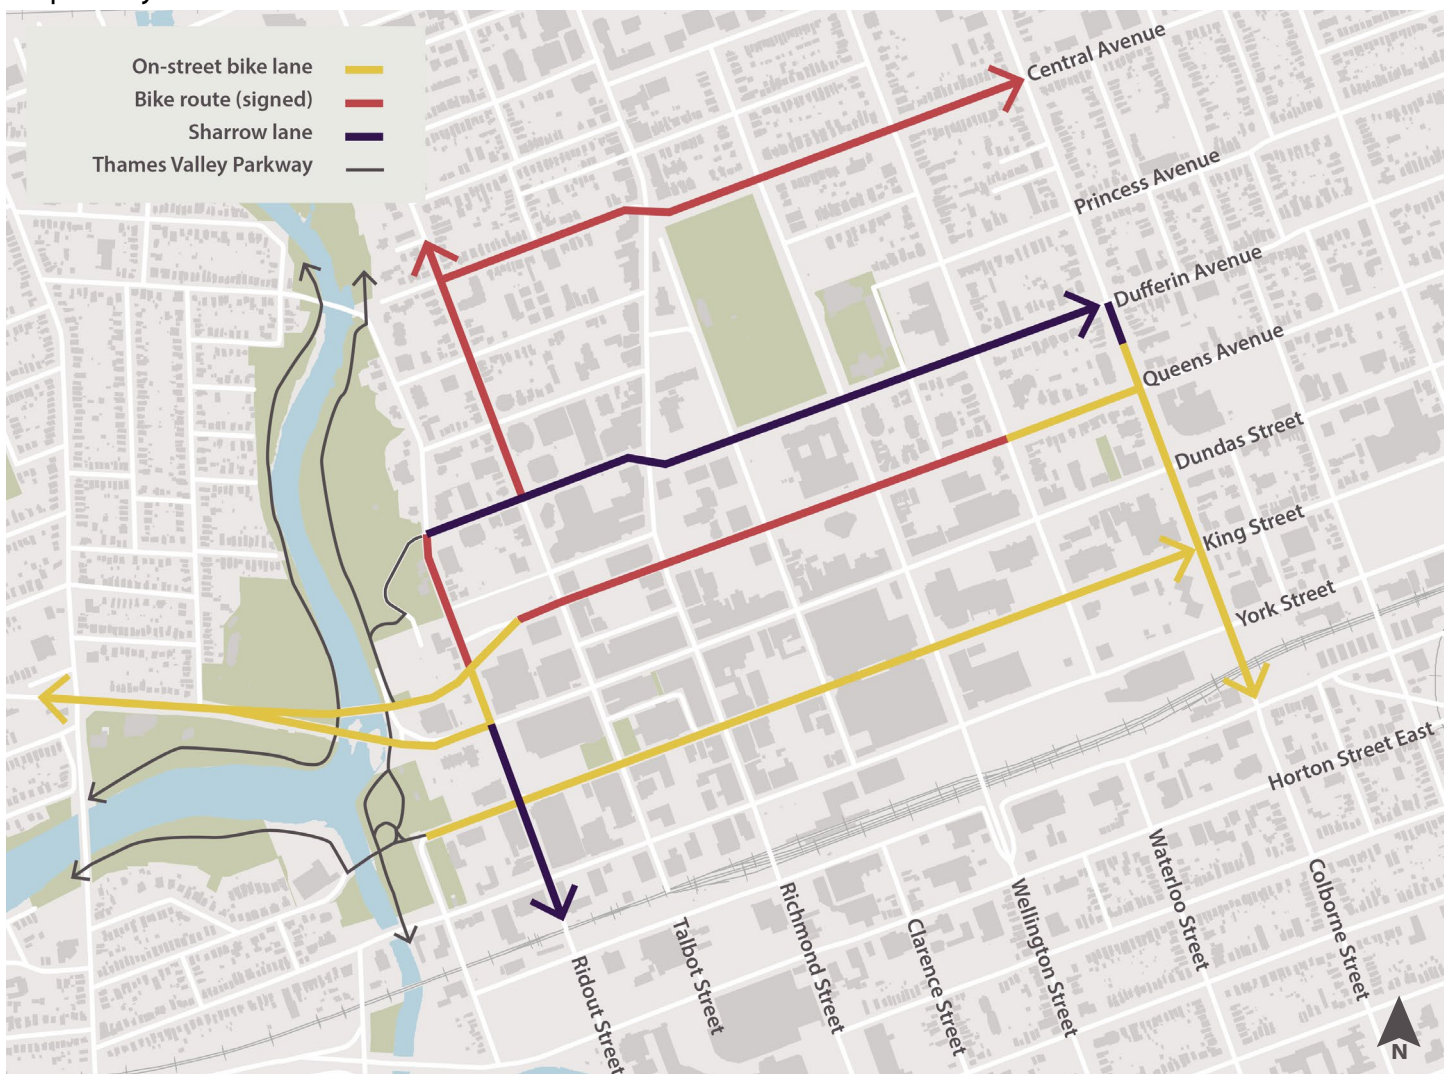 On-street bike lane
Bike route (signed)
Sharrow lane
Thames Valley Parkway
Central Avenue
Princess Avenue
Dufferin Avenue
Queens Avenue
Dundas Street
King Street
York Street
Horton Street East
Ridout Street
Talbot Street
Richmond Street
Clarence Street
Wellington Street
Waterloo Street
Colborne Street
N